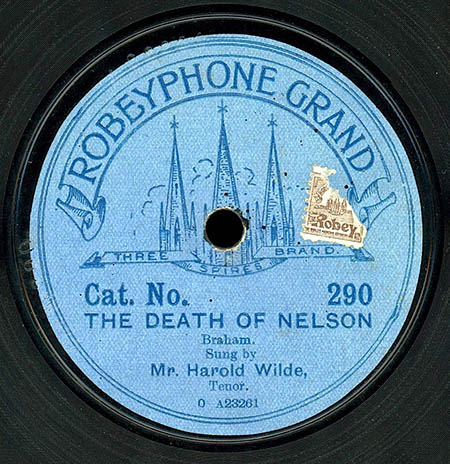 ROBEYPHONE GRAND
Robey
THREE SPIRES BRAND.
Cat. No. 290
THE DEATH OF NELSON
Braham.
Sung by
Mr. Harold Wilde,
Tenor.
O A23261